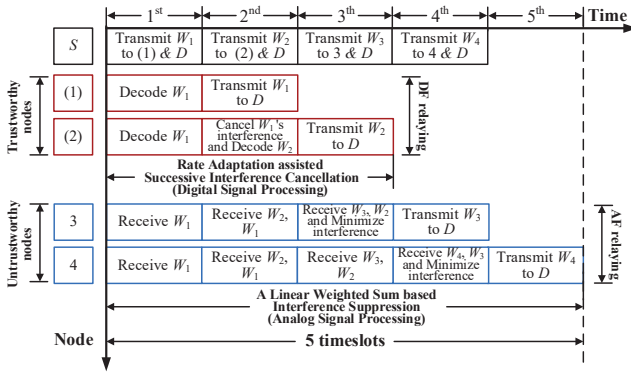 1st 2nd 3th 4th 5th Time
S
Transmit W1 to (1) & D
Transmit W2 to (2) & D
Transmit W3 to 3 & D
Transmit W4 to 4 & D
Trustworthy nodes
(1)
Decode W1
Transmit W1 to D
(2)
Decode W1
Cancel W1's interference and Decode W2
Transmit W2 to D
DF relaying
Rate Adaptation assisted
Successive Interference Cancellation
(Digital Signal Processing)
Untrustworthy nodes
3
Receive W1
Receive W2, W1
Receive W3, W2 and Minimize interference
Transmit W3 to D
4
Receive W1
Receive W2, W1
Receive W3, W2
Receive W4, W3 and Minimize interference
Transmit W4 to D
AF relaying
A Linear Weighted Sum based
Interference Suppression
(Analog Signal Processing)
Node
5 timeslots